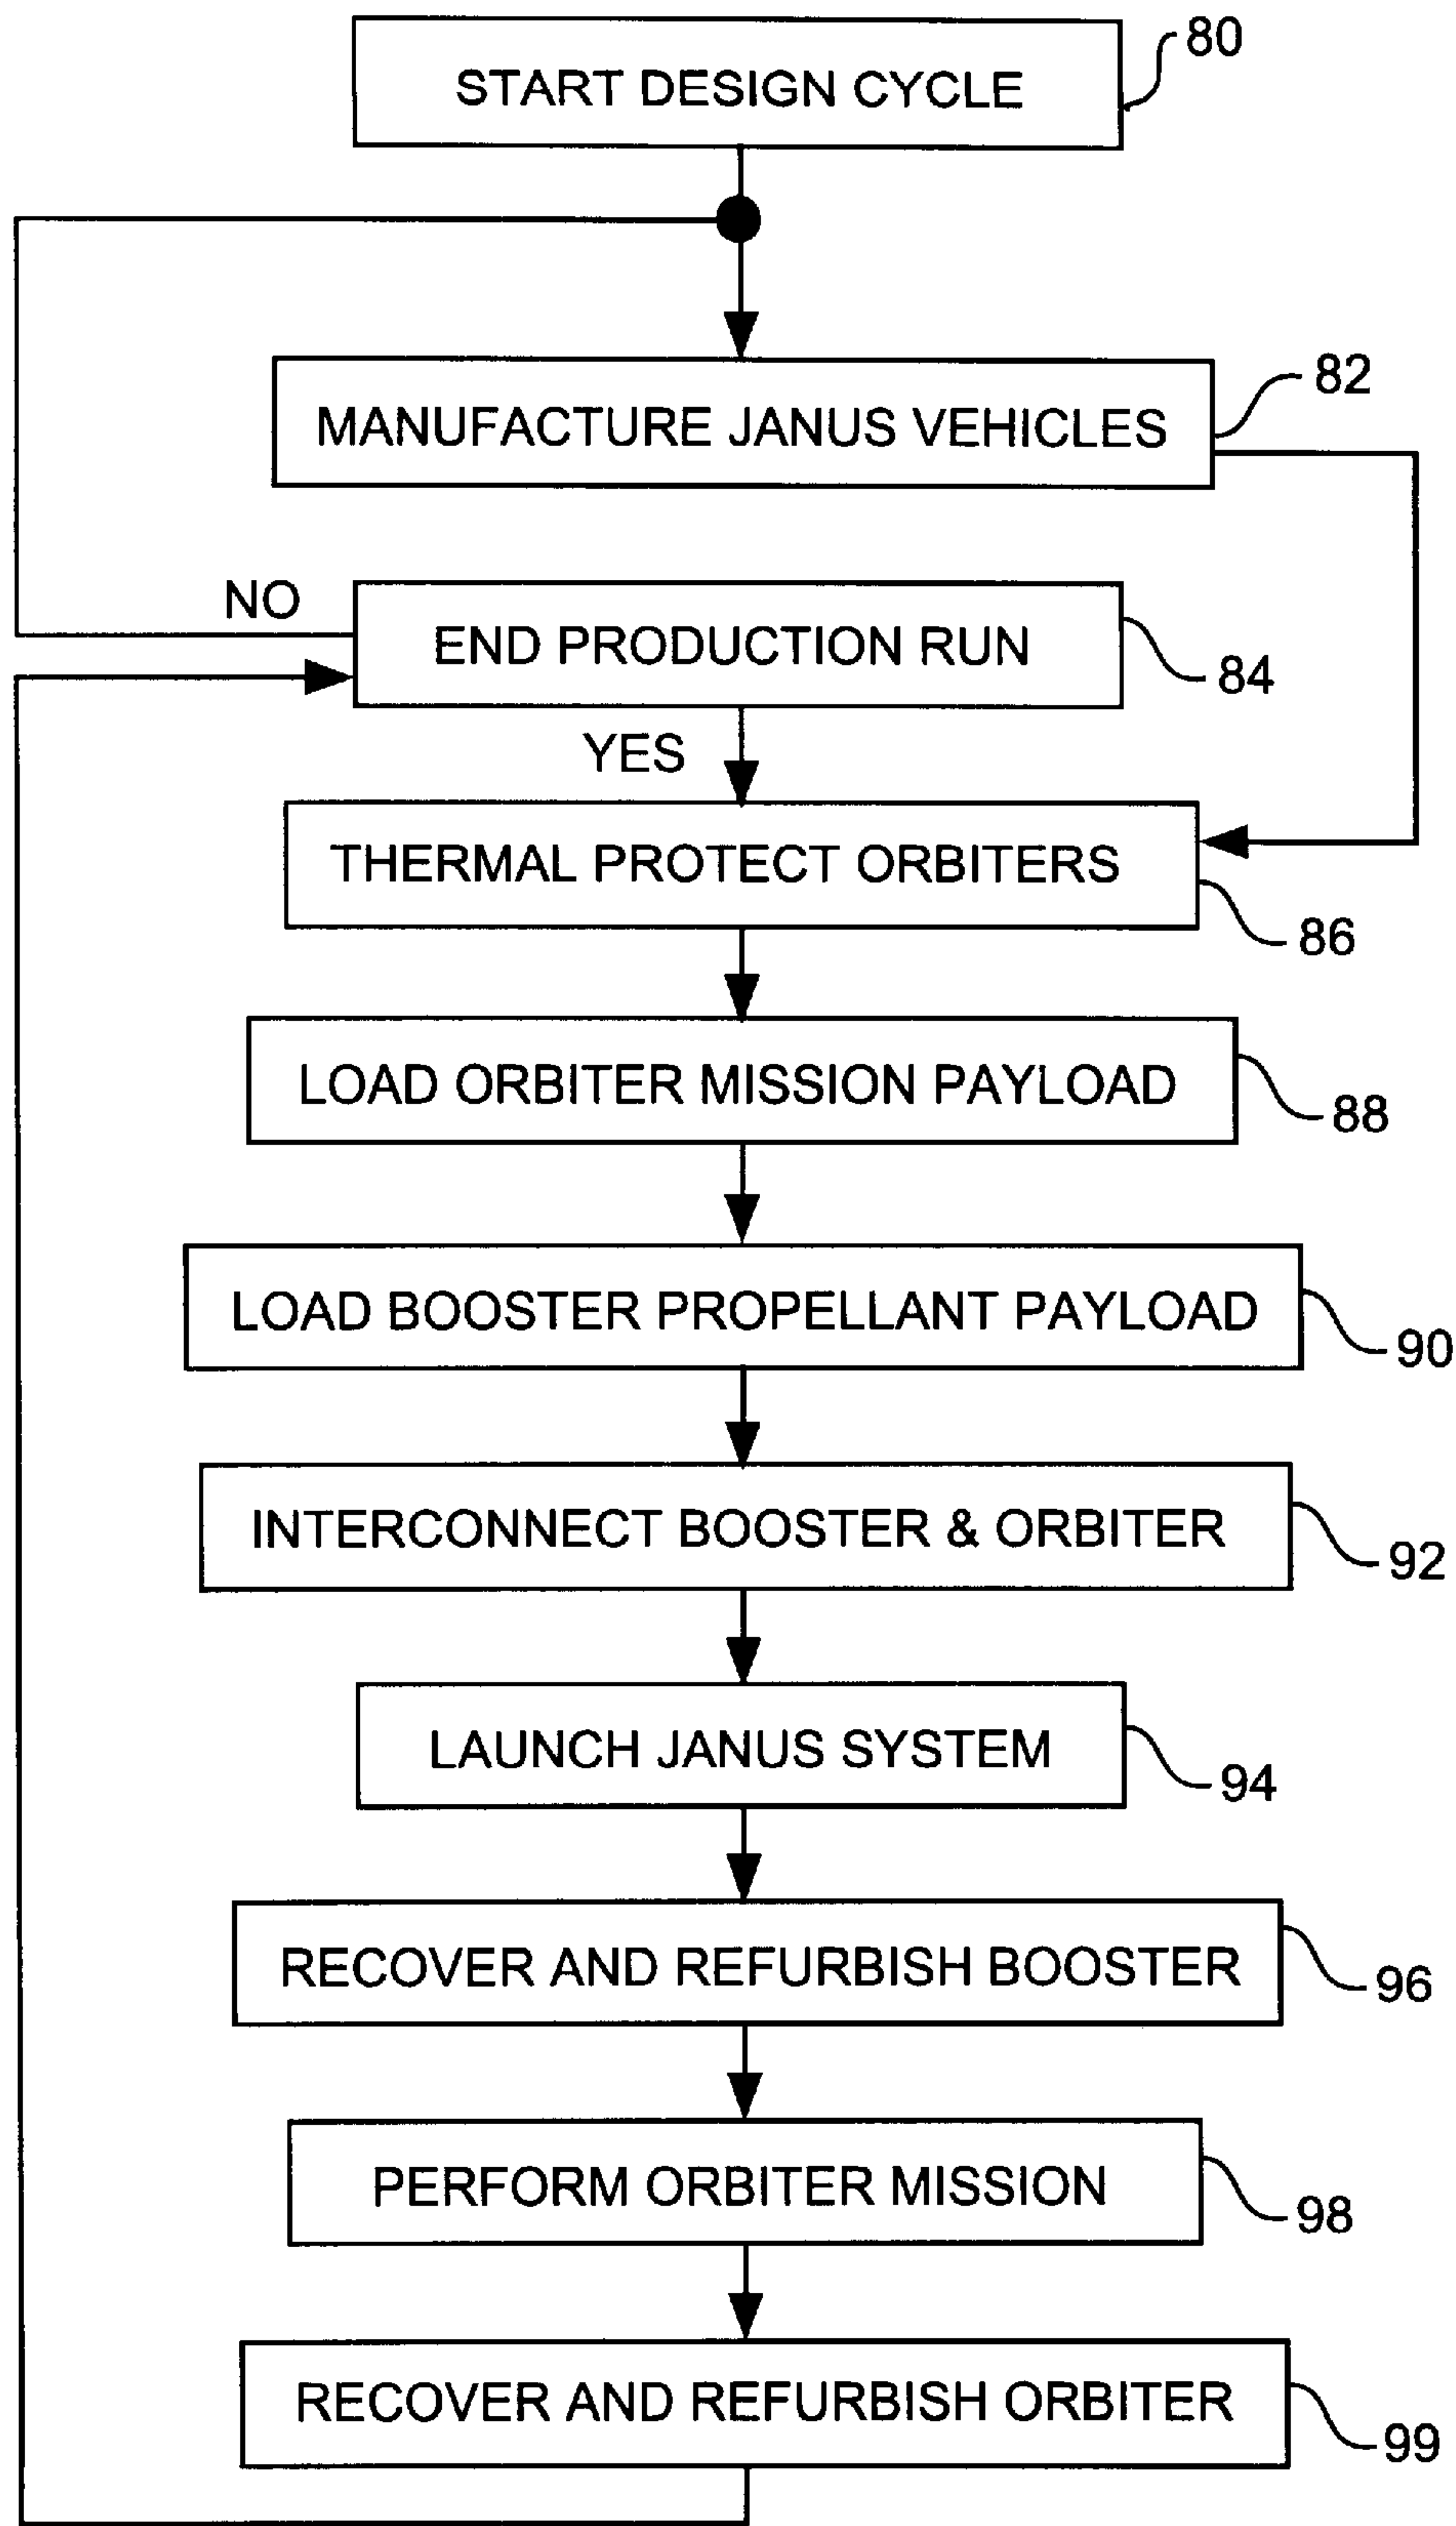 START DESIGN CYCLE
80
MANUFACTURE JANUS VEHICLES
82
NO
END PRODUCTION RUN
84
YES
THERMAL PROTECT ORBITERS
86
LOAD ORBITER MISSION PAYLOAD
88
LOAD BOOSTER PROPELLANT PAYLOAD
90
INTERCONNECT BOOSTER & ORBITER
92
LAUNCH JANUS SYSTEM
94
RECOVER AND REFURBISH BOOSTER
96
PERFORM ORBITER MISSION
98
RECOVER AND REFURBISH ORBITER
99